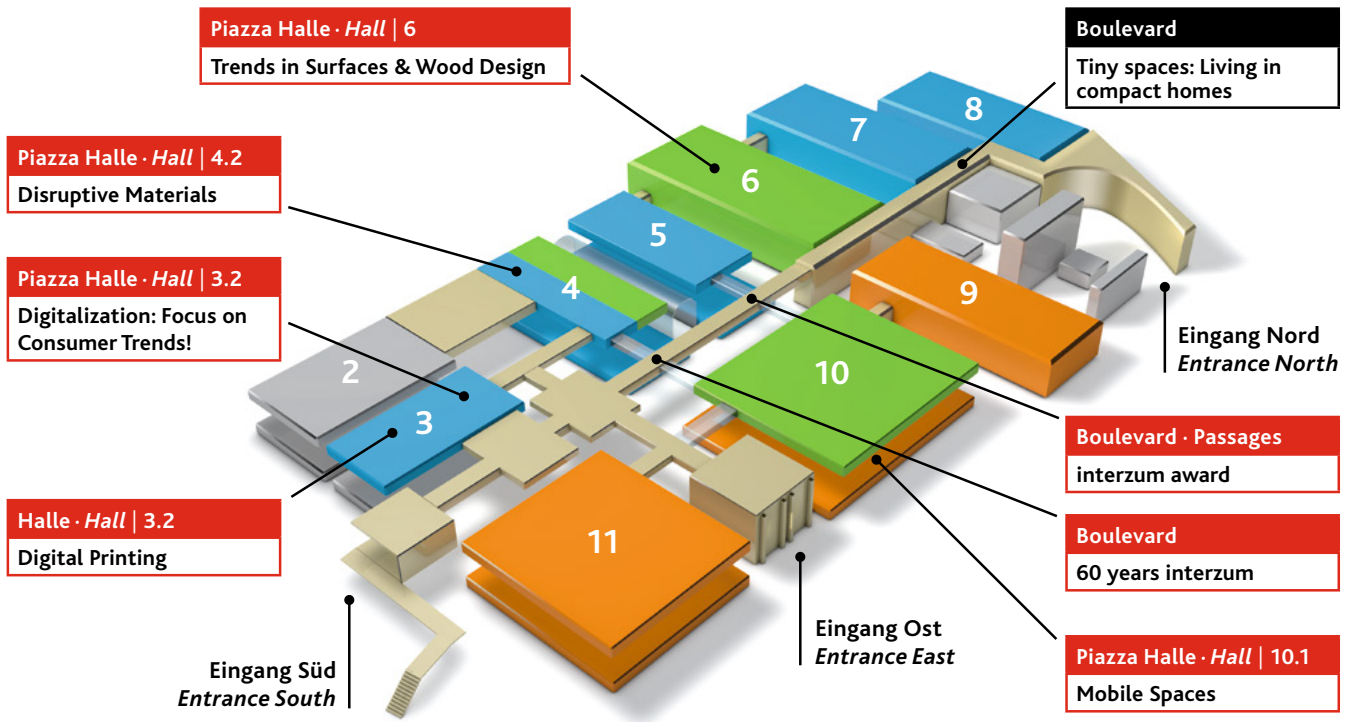 Piazza Halle · Hall | 6
Trends in Surfaces & Wood Design
Boulevard
Tiny spaces: Living in
compact homes
Piazza Halle · Hall | 4.2
Disruptive Materials
Piazza Halle · Hall | 3.2
Digitalization: Focus on
Consumer Trends!
Halle · Hall | 3.2
Digital Printing
8
7
6
5
4
9
10
2
3
11
Eingang Nord
Entrance North
Boulevard · Passages
interzum award
Boulevard
60 years interzum
Piazza Halle · Hall | 10.1
Mobile Spaces
Eingang Ost
Entrance East
Eingang Süd
Entrance South